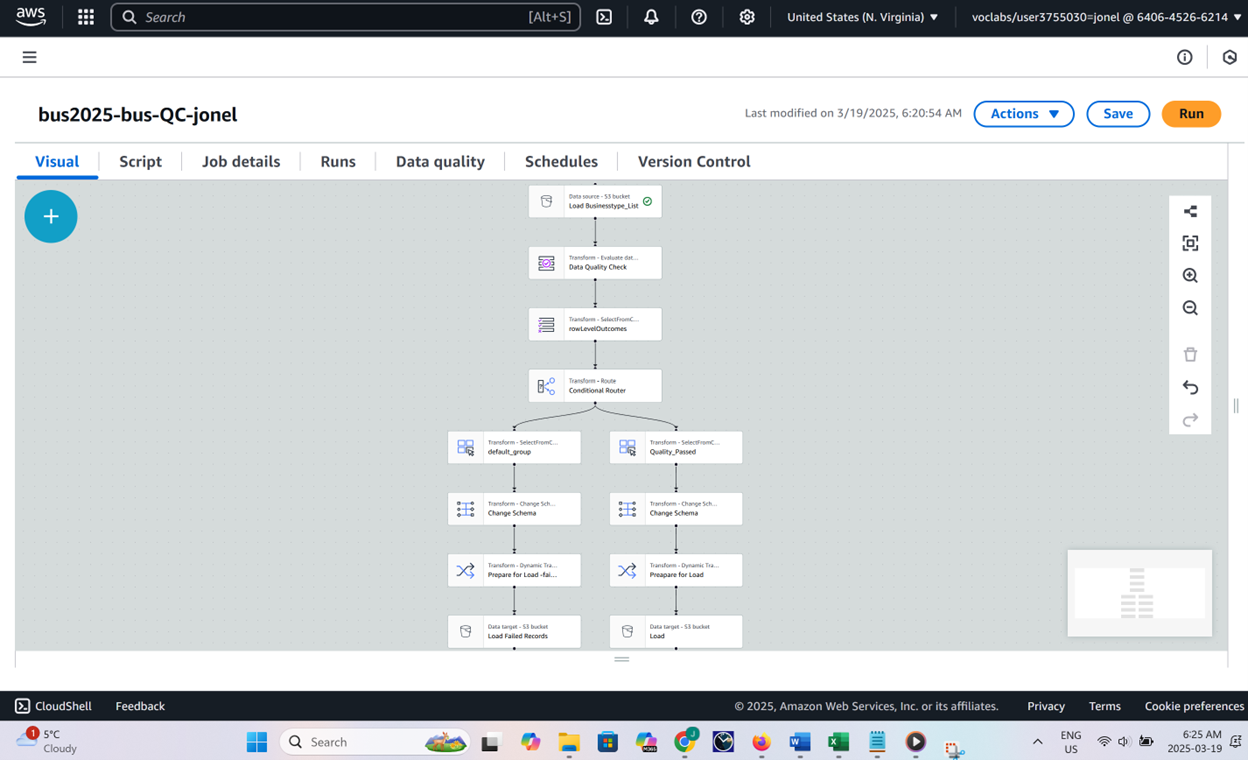 aws
Search
[Alt+S]
United States (N. Virginia)
voclabs/user3755030=jonel @ 6406-4526-6214
bus2025-bus-QC-jonel
Last modified on 3/19/2025, 6:20:54 AM
Actions
Save
Run
Visual
Script
Job details
Runs
Data quality
Schedules
Version Control
Data source - S3 bucket
Load Businesstype_List
Transform - Evaluate dat...
Data Quality Check
Transform - SelectFromC...
rowLevelOutcomes
Transform - Route
Conditional Router
Transform - SelectFromC...
default_group
Transform - SelectFromC...
Quality_Passed
Transform - Change Sch...
Change Schema
Transform - Change Sch...
Change Schema
Transform - Dynamic Tra...
Prepare for Load -fai...
Transform - Dynamic Tra...
Preapare for Load
Data target - S3 bucket
Load Failed Records
Data target - S3 bucket
Load
CloudShell
Feedback
© 2025, Amazon Web Services, Inc. or its affiliates.
Privacy
Terms
Cookie preferences
1
5°C
Cloudy
Search
M365
J
ENG
US
6:25 AM
2025-03-19